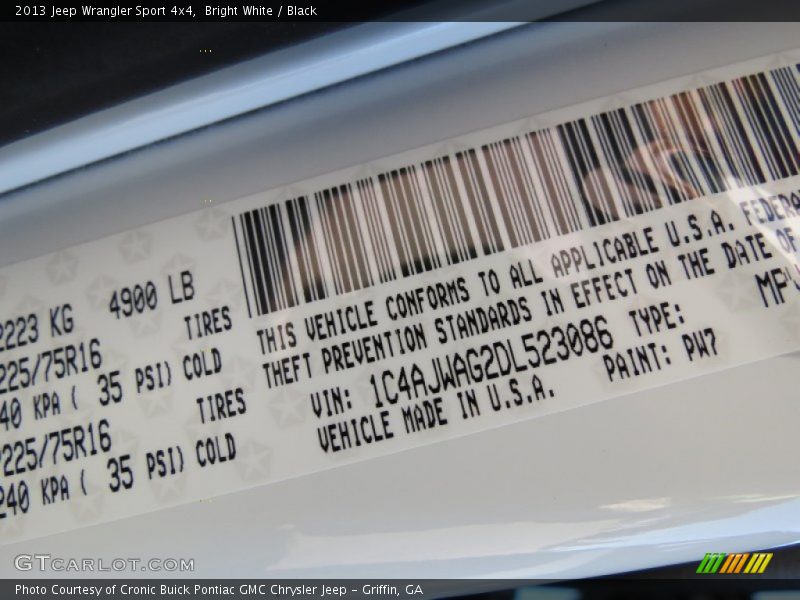 2013 Jeep Wrangler Sport 4x4, Bright White / Black
2223 KG 4900 LB
TIRES
225/75R16
240 KPA ( 35 PSI) COLD
TIRES
P225/75R16
240 KPA ( 35 PSI) COLD
THIS VEHICLE CONFORMS TO ALL APPLICABLE U.S.A. FEDERA
THEFT PREVENTION STANDARDS IN EFFECT ON THE DATE OF
VIN: 1C4AJWAG2DL523086 TYPE: MPV
VEHICLE MADE IN U.S.A. PAINT: PW7
GTCARLOT.COM
Photo Courtesy of Cronic Buick Pontiac GMC Chrysler Jeep - Griffin, GA